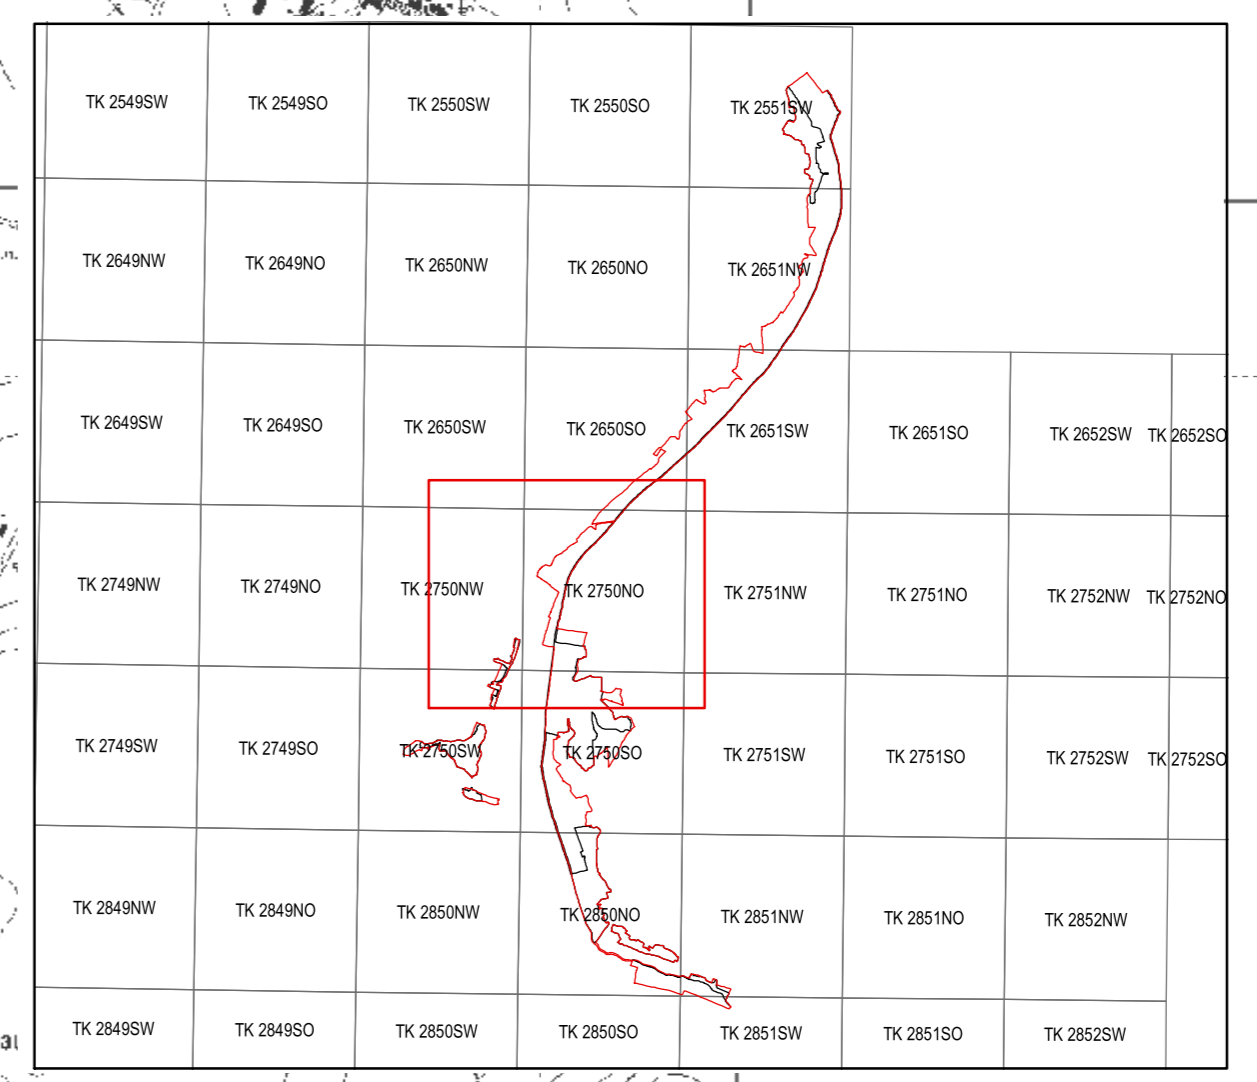 TK 2549SW TK 2549SO TK 2550SW TK 2550SO TK 2551SW
TK 2649NW TK 2649NO TK 2650NW TK 2650NO TK 2651NW
TK 2649SW TK 2649SO TK 2650SW TK 2650SO TK 2651SW TK 2651SO TK 2652SW TK 2652SO
TK 2749NW TK 2749NO TK 2750NW TK 2750NO TK 2751NW TK 2751NO TK 2752NW TK 2752NO
TK 2749SW TK 2749SO TK 2750SW TK 2750SO TK 2751SW TK 2751SO TK 2752SW TK 2752SO
TK 2849NW TK 2849NO TK 2850NW TK 2850NO TK 2851NW TK 2851NO TK 2852NW
TK 2849SW TK 2849SO TK 2850SW TK 2850SO TK 2851SW TK 2851SO TK 2852SW